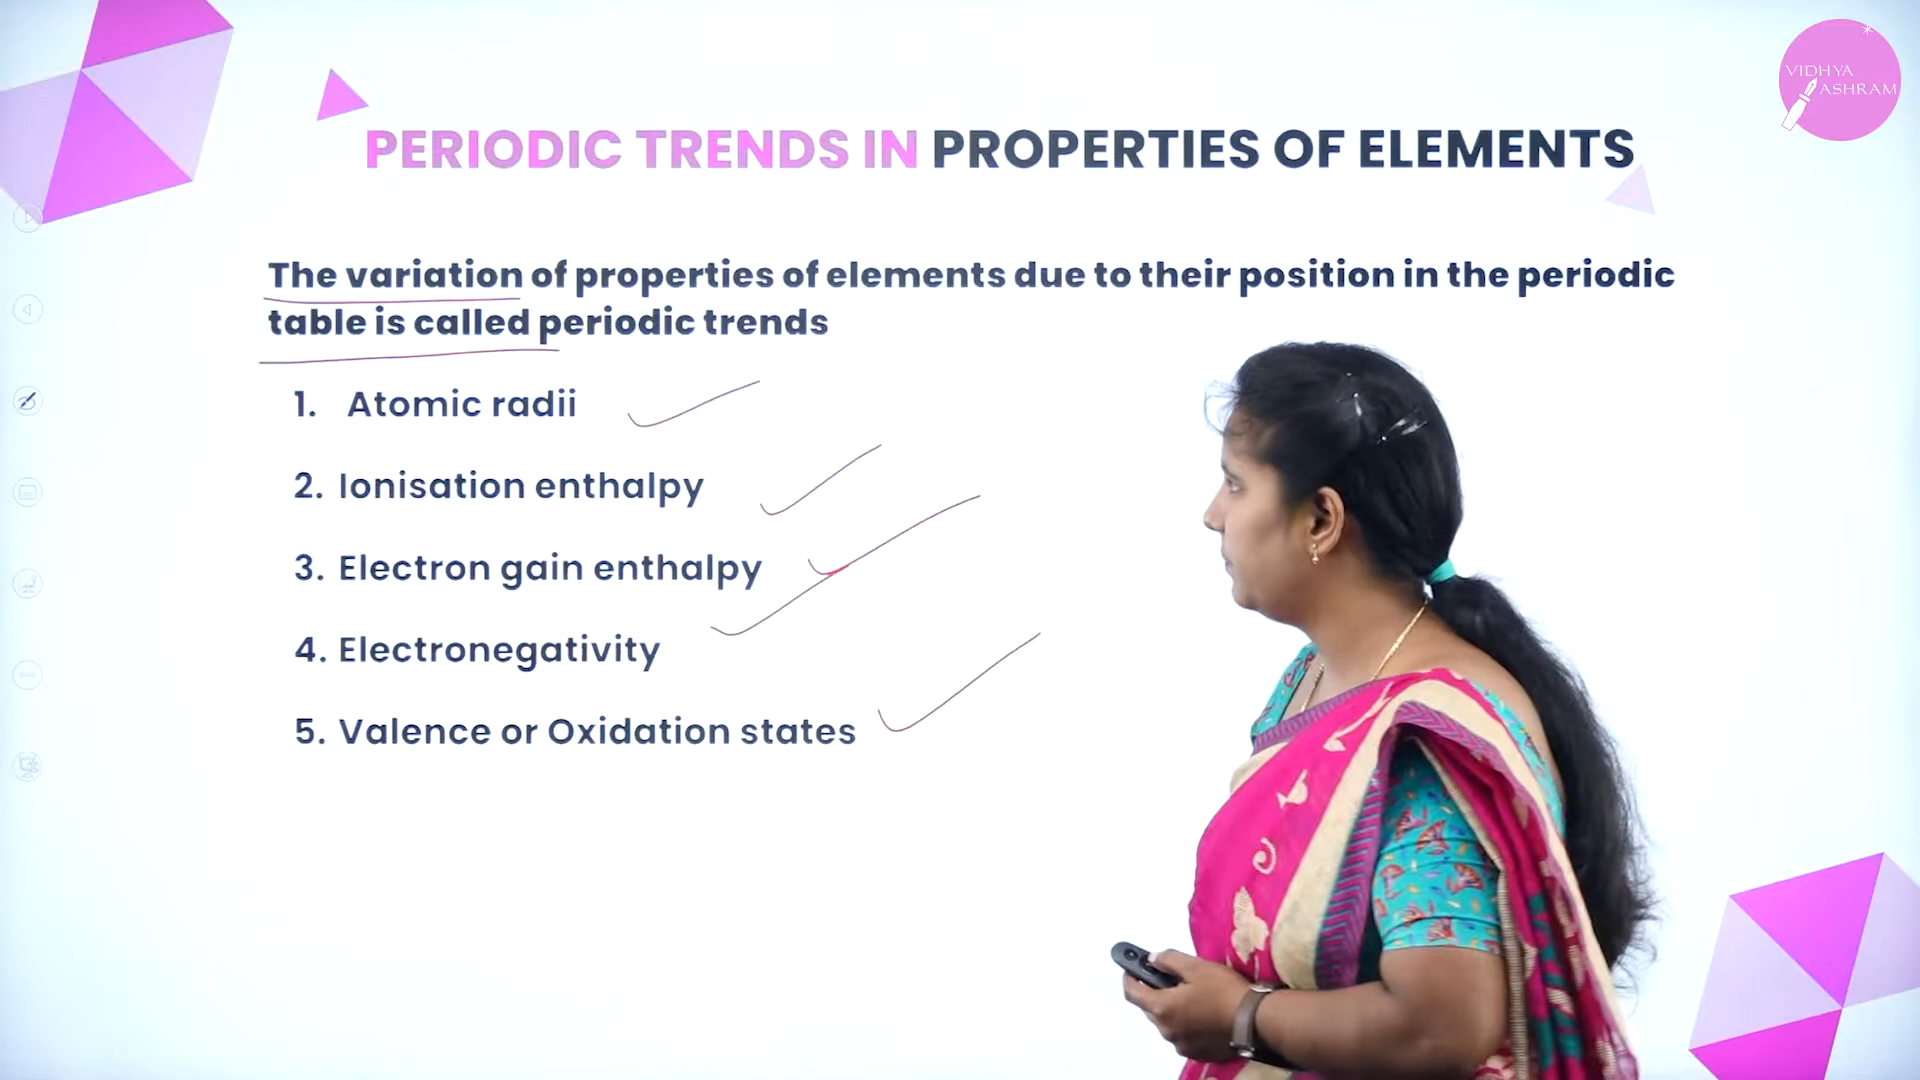 VIDHYA
ASHRAM
PERIODIC TRENDS IN PROPERTIES OF ELEMENTS
The variation of properties of elements due to their position in the periodic
table is called periodic trends
1. Atomic radii
2. Ionisation enthalpy
3. Electron gain enthalpy
4. Electronegativity
5. Valence or Oxidation states